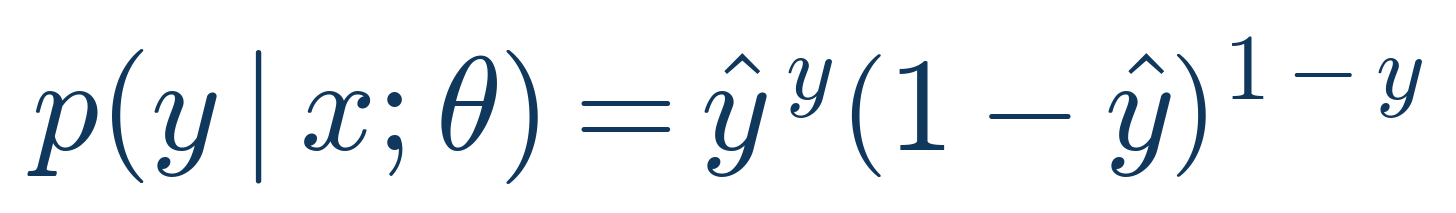 p(y | x; θ) = ŷ^y (1 − ŷ)^{1 − y}